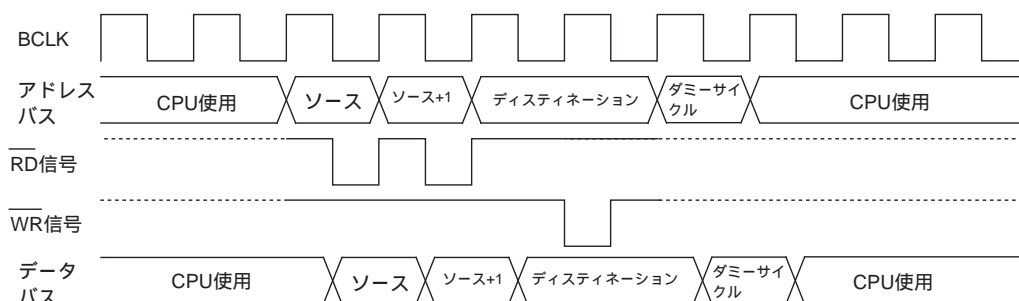 BCLK
アドレス
バス
CPU使用
ソース
ソース+1
ディスティネーション
ダミーサイ
クル
CPU使用
RD信号
WR信号
データ
バス
CPU使用
ソース
ソース+1
ディスティネーション
ダミーサイ
クル
CPU使用